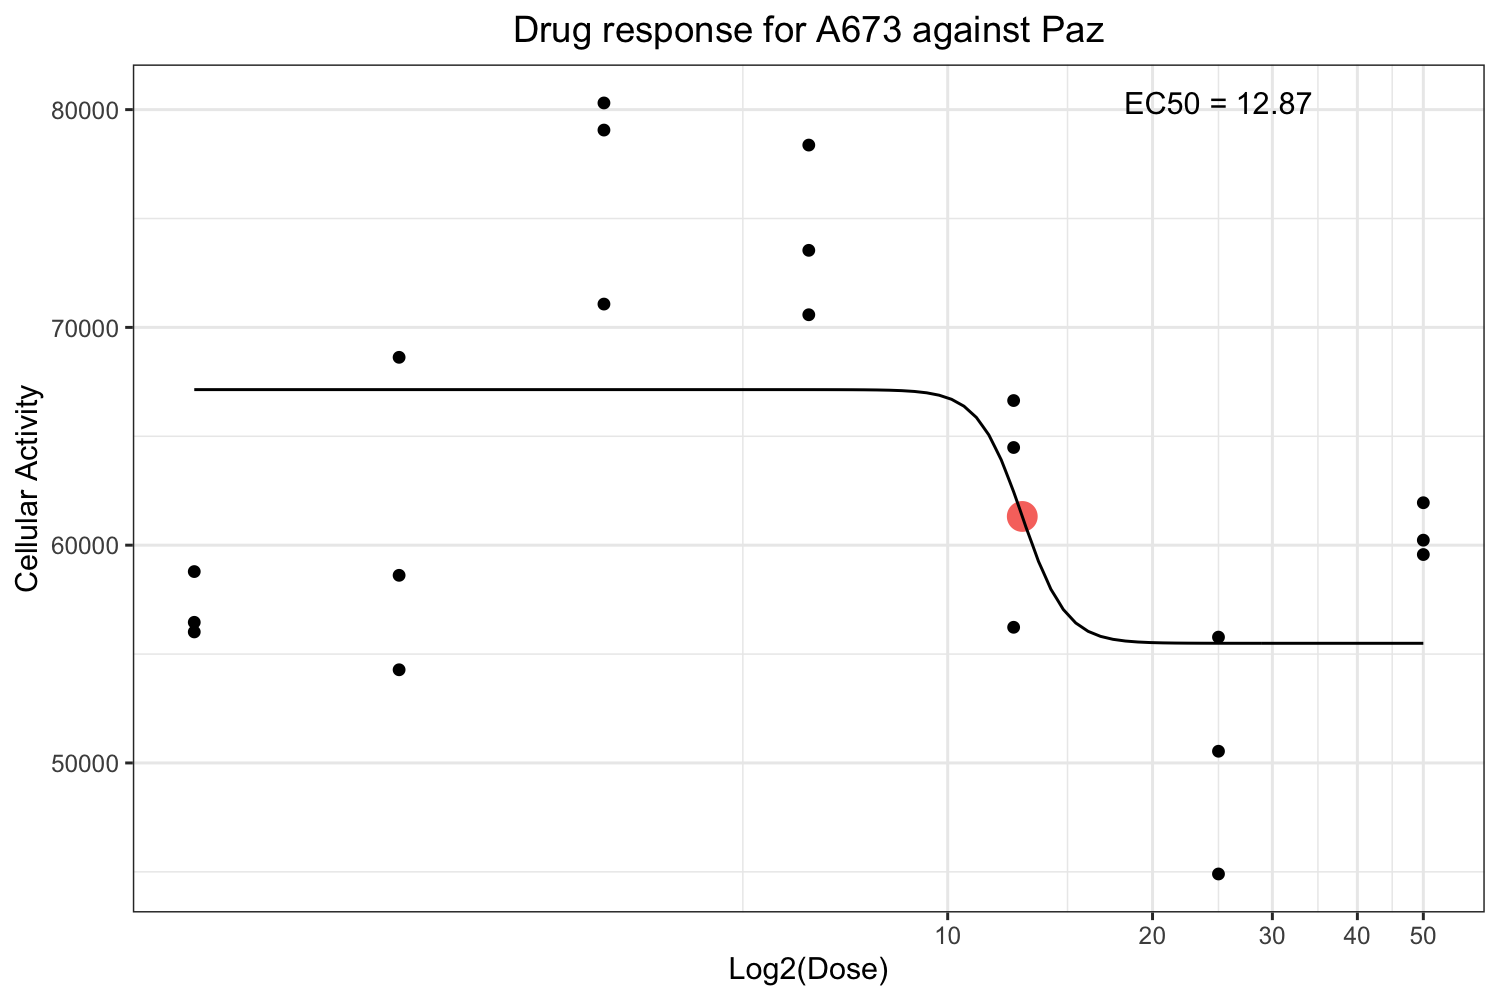 Drug response for A673 against Paz
EC50 = 12.87
80000
70000
60000
50000
Cellular Activity
10 20 30 40 50
Log2(Dose)